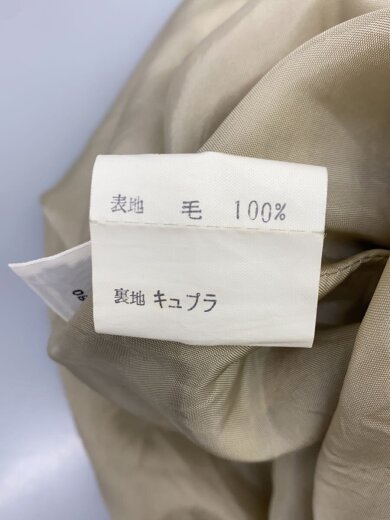 表地 毛 100%
裏地 キュプラ